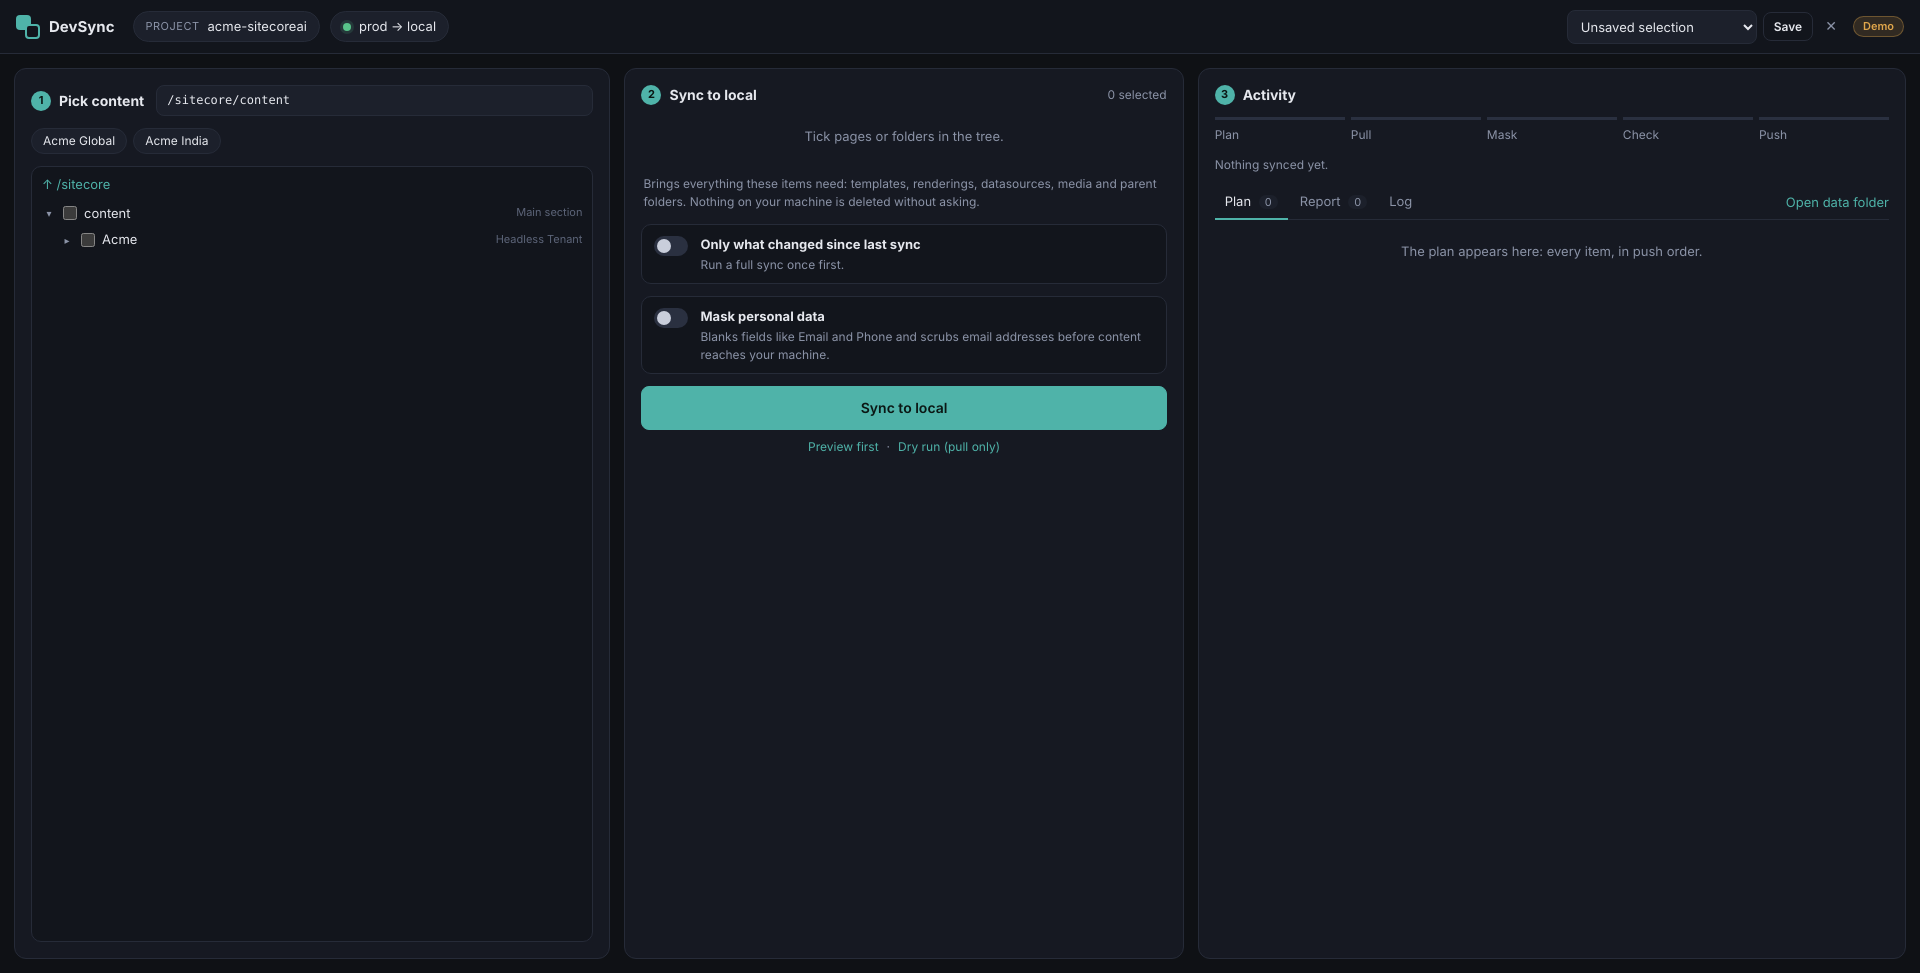 DevSync
PROJECT acme-sitecoreai
prod → local
Unsaved selection
Save
×
Demo
1 Pick content
/sitecore/content
Acme Global
Acme India
↑ /sitecore
content
Main section
Acme
Headless Tenant
2 Sync to local
0 selected
Tick pages or folders in the tree.
Brings everything these items need: templates, renderings, datasources, media and parent
folders. Nothing on your machine is deleted without asking.
Only what changed since last sync
Run a full sync once first.
Mask personal data
Blanks fields like Email and Phone and scrubs email addresses before content
reaches your machine.
Sync to local
Preview first · Dry run (pull only)
3 Activity
Plan
Pull
Mask
Check
Push
Nothing synced yet.
Plan 0
Report 0
Log
Open data folder
The plan appears here: every item, in push order.